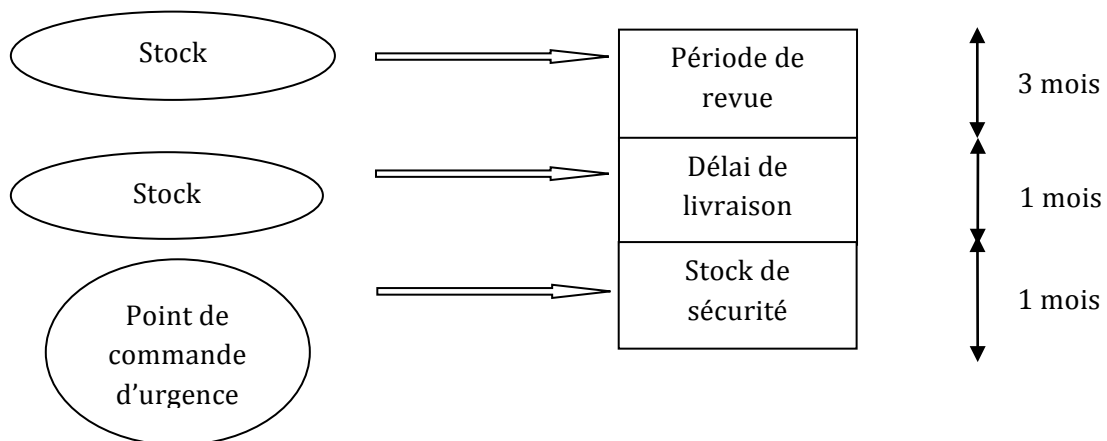 Stock
Période de
revue
3 mois
Stock
Délai de
livraison
1 mois
Point de
commande
d'urgence
Stock de
sécurité
1 mois